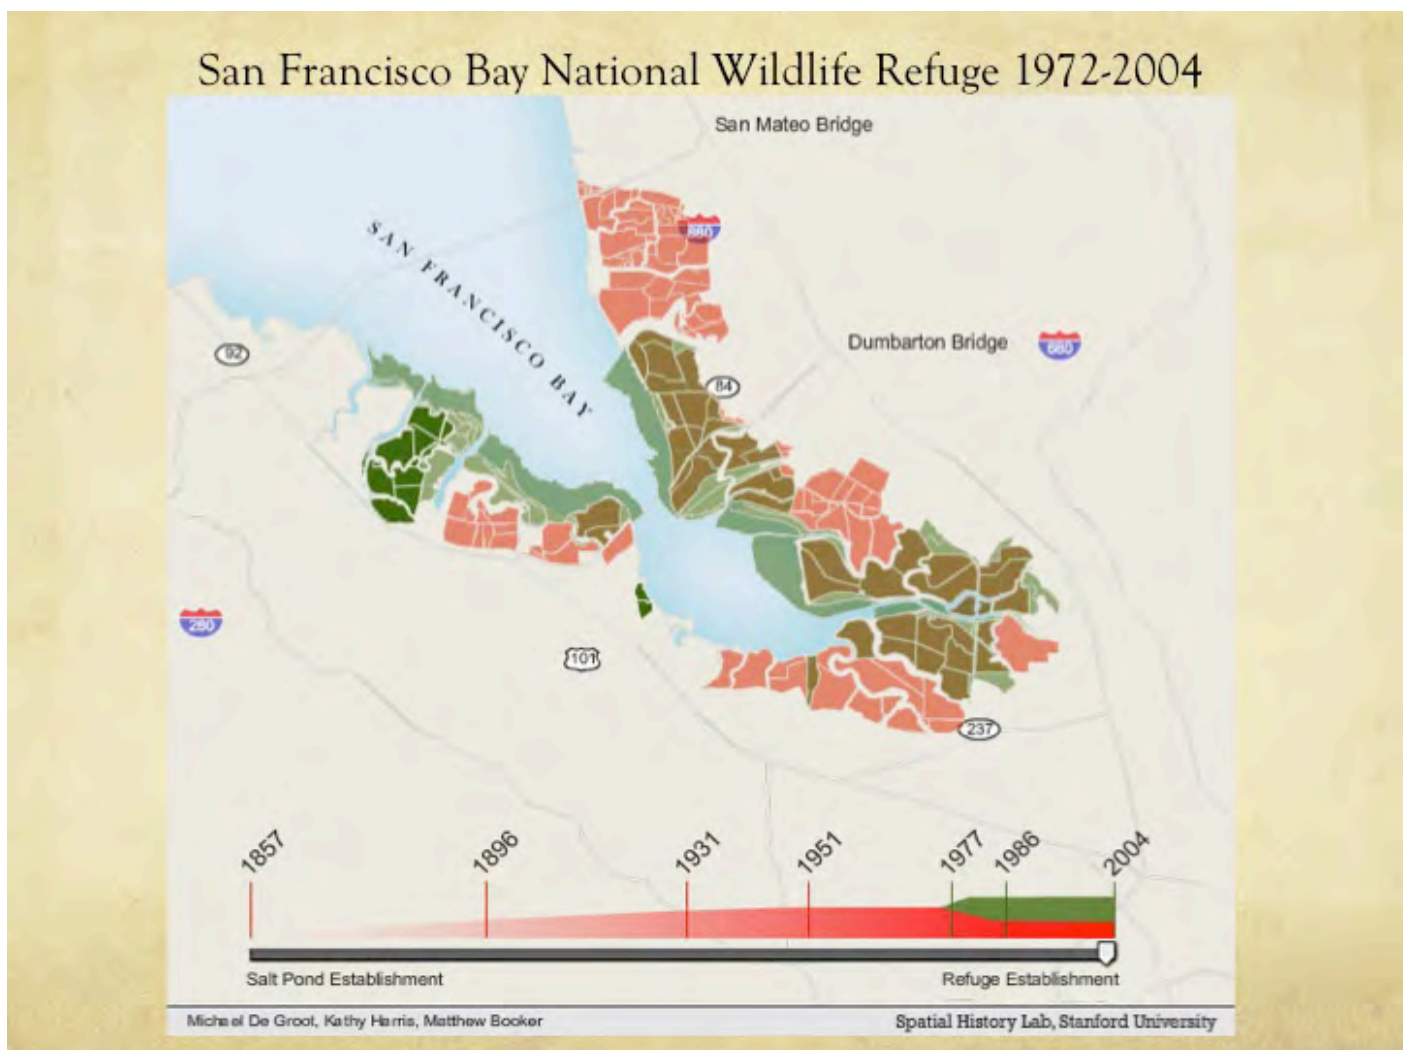 San Francisco Bay National Wildlife Refuge 1972-2004
San Mateo Bridge
880
SAN FRANCISCO BAY
Dumbarton Bridge
680
92
84
280
101
237
1857
1896
1931
1951
1977
1986
2004
Salt Pond Establishment
Refuge Establishment
Michael De Groot, Kathy Harris, Matthew Booker
Spatial History Lab, Stanford University